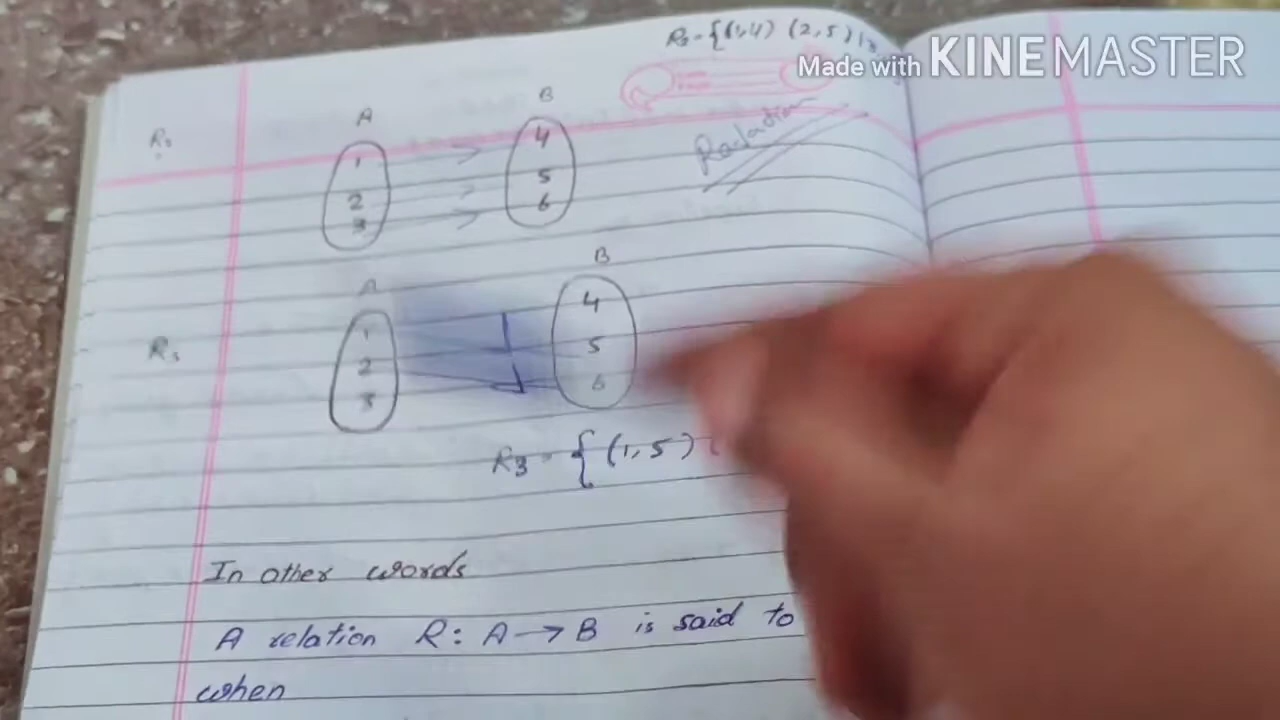 R2={(1,4) (2,5)
Made with KINEMASTER
A B
1 4
2 5
3 6
Realation
A B
R3
1 4
2 5
3 6
R3 = { (1,5)
In other words
A relation R: A → B is said to
when